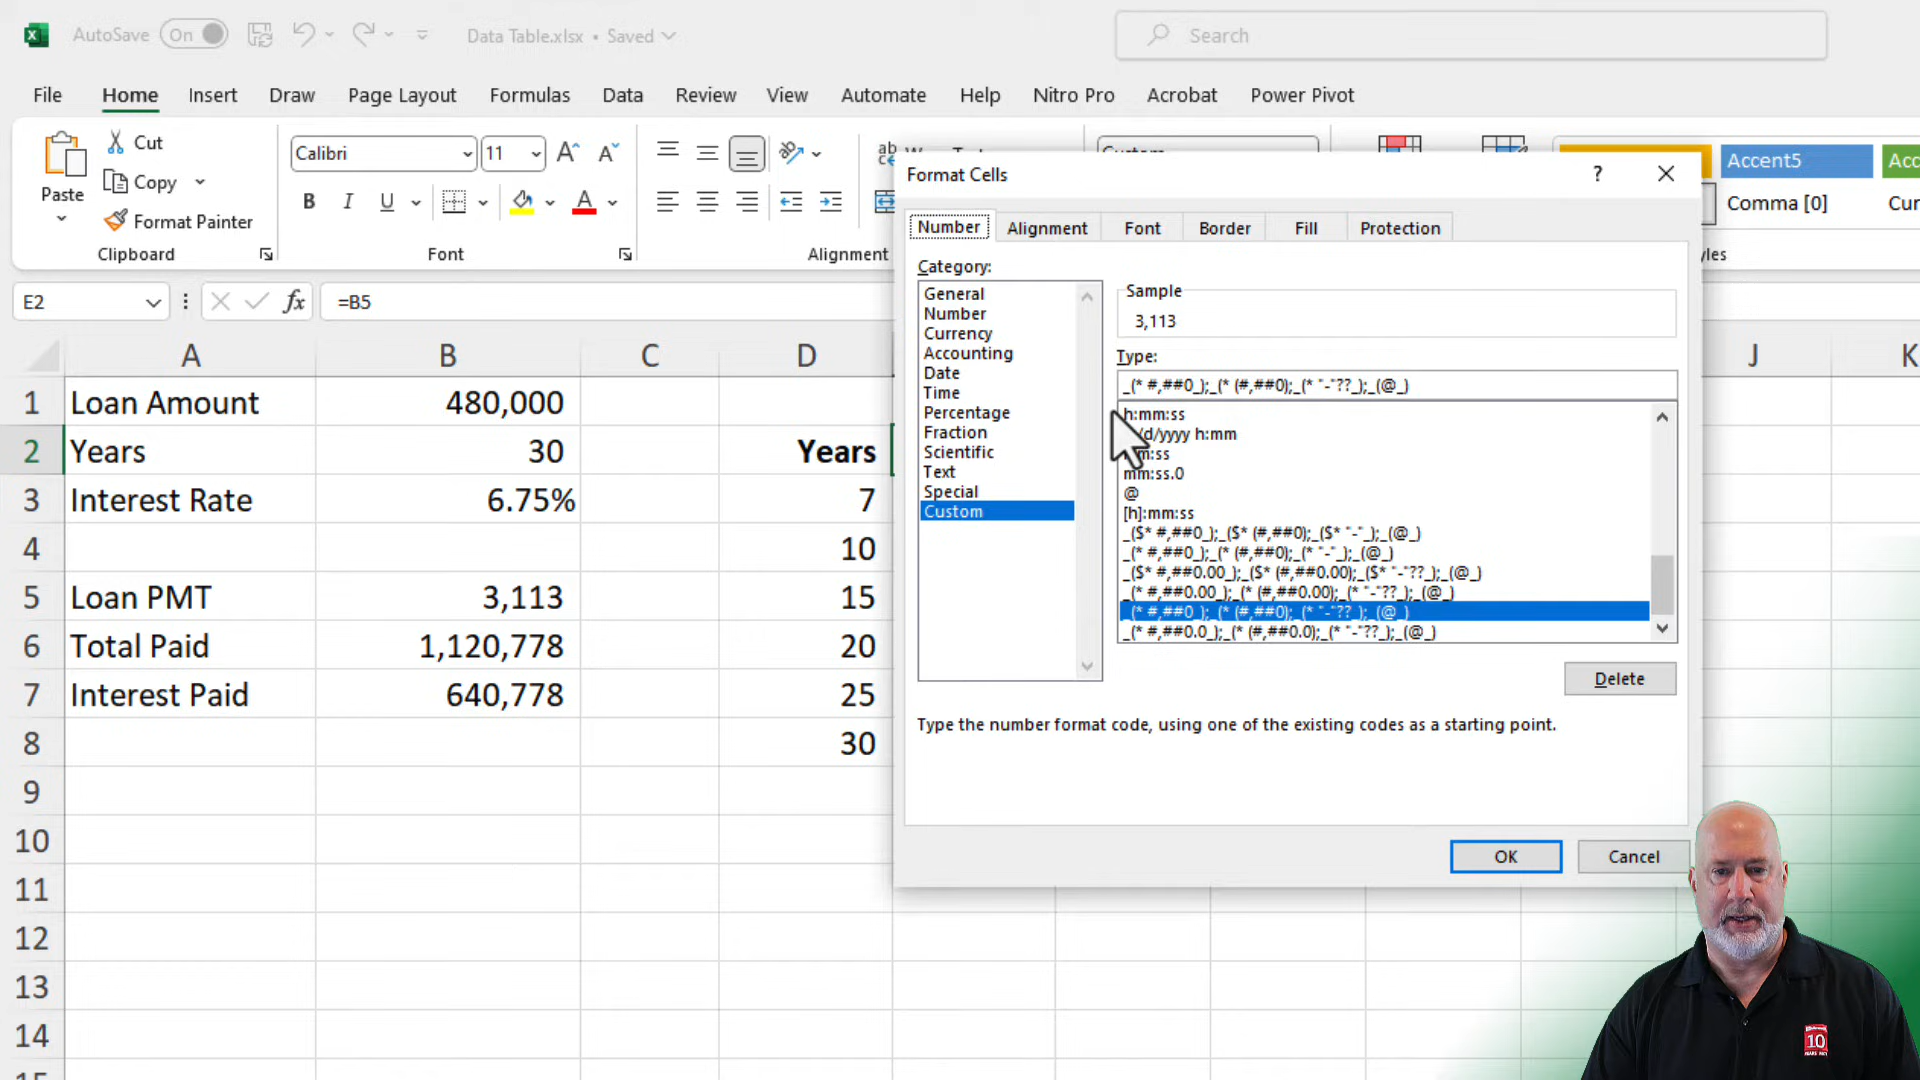 AutoSave On Data Table.xlsx • Saved Search
File Home Insert Draw Page Layout Formulas Data Review View Automate Help Nitro Pro Acrobat Power Pivot
Paste Cut Copy Format Painter
Calibri 11
B I U
Accent5
Comma [0]
Clipboard Font Alignment
E2 fx =B5
A B C D J K
1 Loan Amount 480,000
2 Years 30 Years
3 Interest Rate 6.75% 7
4 10
5 Loan PMT 3,113 15
6 Total Paid 1,120,778 20
7 Interest Paid 640,778 25
8 30
9
10
11
12
13
14
Format Cells ?
Number Alignment Font Border Fill Protection
Category:
General
Number
Currency
Accounting
Date
Time
Percentage
Fraction
Scientific
Text
Special
Custom
Sample
3,113
Type:
_(* #,##0_);_(* (#,##0);_(* "-"??_);_(@_)
h:mm:ss
/d/yyyy h:mm
:ss
mm:ss.0
@
[h]:mm:ss
_($* #,##0_);_($* (#,##0);_($* "-"_);_(@_)
_(* #,##0_);_(* (#,##0);_(* "-"_);_(@_)
_($* #,##0.00_);_($* (#,##0.00);_($* "-"??_);_(@_)
_(* #,##0.00_);_(* (#,##0.00);_(* "-"??_);_(@_)
_(* #,##0_);_(* (#,##0);_(* "-"??_);_(@_)
_(* #,##0.0_);_(* (#,##0.0);_(* "-"??_);_(@_)
Delete
Type the number format code, using one of the existing codes as a starting point.
OK Cancel
10